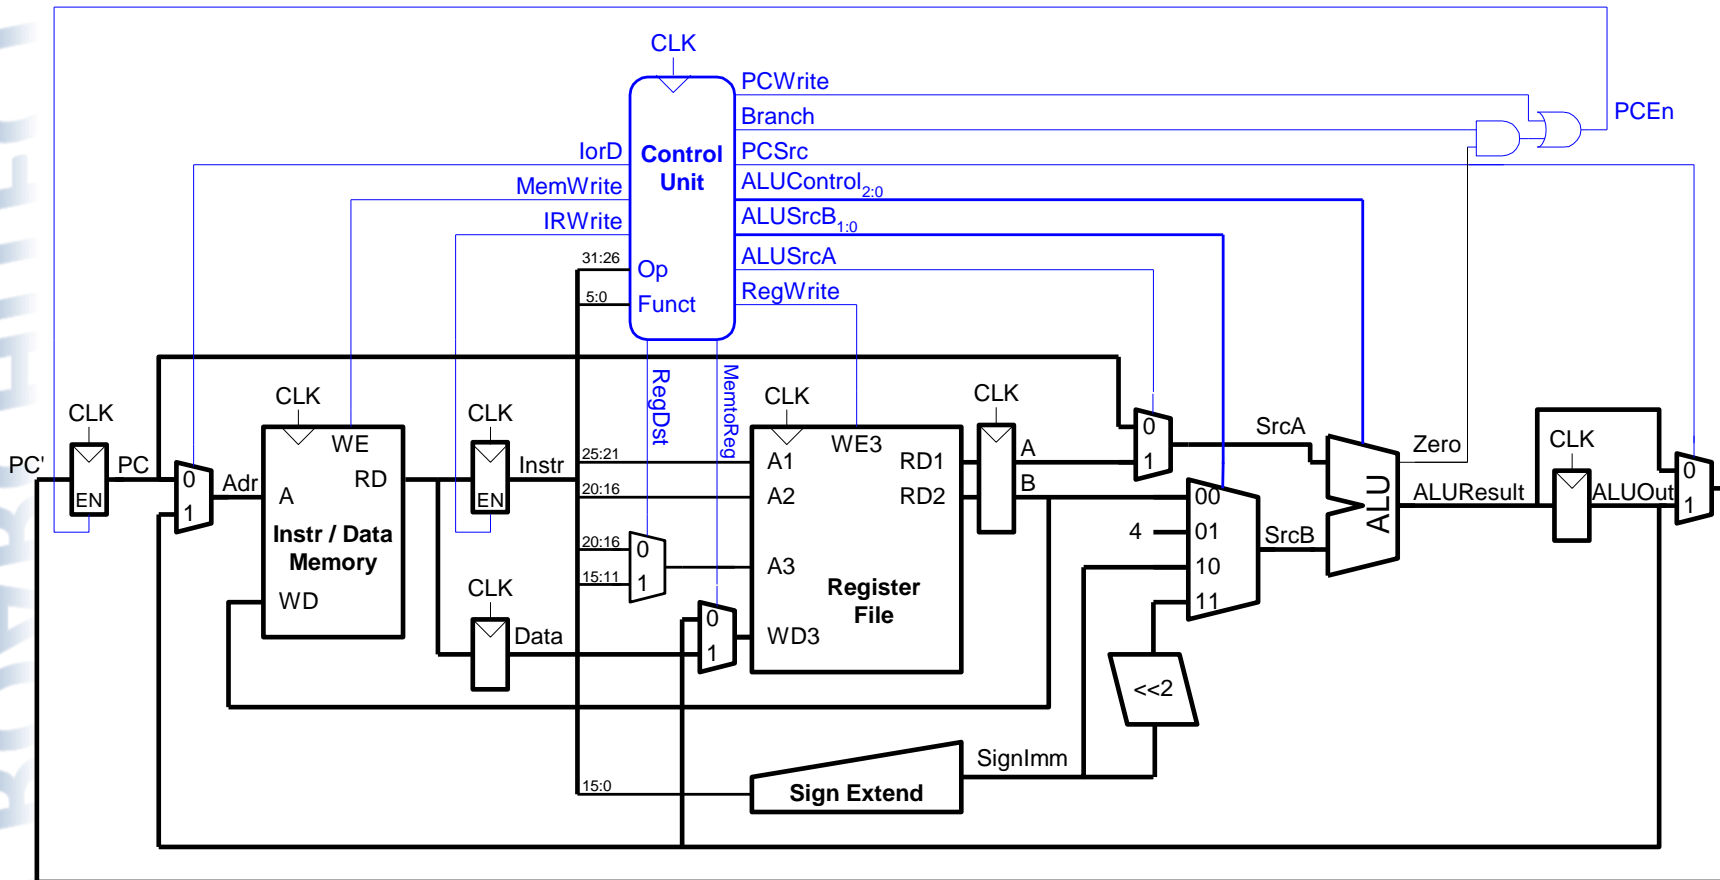 CLK
PCWrite
Branch
PCEn
IorD
Control
Unit
PCSrc
MemWrite
ALUControl2:0
IRWrite
ALUSrcB1:0
31:26
Op
ALUSrcA
5:0
Funct
RegWrite
RegDst
MemtoReg
CLK
CLK
CLK
CLK
CLK
CLK
PC'
EN
PC
0
1
Adr
WE
A
RD
Instr / Data
Memory
WD
EN
Instr
25:21
20:16
20:16
15:11
0
1
CLK
Data
0
1
A1
A2
A3
WD3
WE3
RD1
RD2
Register
File
A
B
0
1
SrcA
00
4
01
10
11
SrcB
<<2
ALU
Zero
ALUResult
ALUOut
0
1
15:0
Sign Extend
SignImm